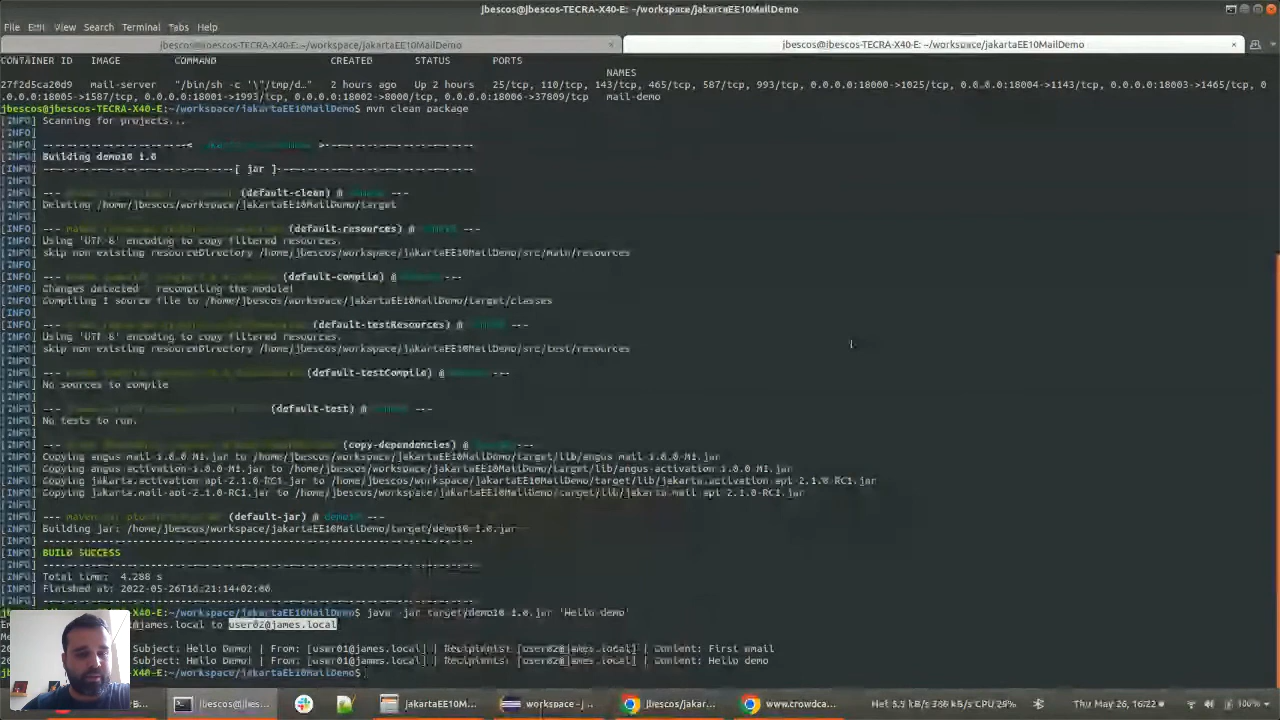 jbescos@jbescos-TECRA-X40-E: ~/workspace/jakartaEE10MailDemo
File Edit View Search Terminal Tabs Help
jbescos@jbescos-TECRA-X40-E: ~/workspace/jakartaEE10MailDemo × jbescos@jbescos-TECRA-X40-E: ~/workspace/jakartaEE10MailDemo ×
CONTAINER ID IMAGE COMMAND CREATED STATUS PORTS
NAMES
27f2d5ca20d9 mail-server "/bin/sh -c '\"/tmp/d…" 2 hours ago Up 2 hours 25/tcp, 110/tcp, 143/tcp, 465/tcp, 587/tcp, 993/tcp, 0.0.0.0:18000->1025/tcp, 0.0.0.0:18004->1143/tcp, 0.0.0.0:18003->1465/tcp, 0
.0.0.0:18005->1587/tcp, 0.0.0.0:18001->1993/tcp, 0.0.0.0:18002->8000/tcp, 0.0.0.0:18006->37809/tcp mail-demo
jbescos@jbescos-TECRA-X40-E:~/workspace/jakartaEE10MailDemo$ mvn clean package
[INFO] Scanning for projects...
[INFO]
[INFO] >
[INFO] Building demo10 1.0
[INFO] --------------------------------[ jar ]---------------------------------
[INFO]
[INFO] --- (default-clean) @ ---
[INFO] Deleting /home/jbescos/workspace/jakartaEE10MailDemo/target
[INFO]
[INFO] --- (default-resources) @ ---
[INFO] Using 'UTF-8' encoding to copy filtered resources.
[INFO] skip non existing resourceDirectory /home/jbescos/workspace/jakartaEE10MailDemo/src/main/resources
[INFO]
[INFO] --- (default-compile) @ ---
[INFO] Changes detected - recompiling the module!
[INFO] Compiling 1 source file to /home/jbescos/workspace/jakartaEE10MailDemo/target/classes
[INFO]
[INFO] --- (default-testResources) @ ---
[INFO] Using 'UTF-8' encoding to copy filtered resources.
[INFO] skip non existing resourceDirectory /home/jbescos/workspace/jakartaEE10MailDemo/src/test/resources
[INFO]
[INFO] --- (default-testCompile) @ ---
[INFO] No sources to compile
[INFO]
[INFO] --- (default-test) @ ---
[INFO] No tests to run.
[INFO]
[INFO] --- (copy-dependencies) @ ---
[INFO] Copying angus-mail-1.0.0-M1.jar to /home/jbescos/workspace/jakartaEE10MailDemo/target/lib/angus-mail-1.0.0-M1.jar
[INFO] Copying angus-activation-1.0.0-M1.jar to /home/jbescos/workspace/jakartaEE10MailDemo/target/lib/angus-activation-1.0.0-M1.jar
[INFO] Copying jakarta.activation-api-2.1.0-RC1.jar to /home/jbescos/workspace/jakartaEE10MailDemo/target/lib/jakarta.activation-api-2.1.0-RC1.jar
[INFO] Copying jakarta.mail-api-2.1.0-RC1.jar to /home/jbescos/workspace/jakartaEE10MailDemo/target/lib/jakarta.mail-api-2.1.0-RC1.jar
[INFO]
[INFO] --- (default-jar) @ demo10 ---
[INFO] Building jar: /home/jbescos/workspace/jakartaEE10MailDemo/target/demo10-1.0.jar
[INFO] ------------------------------------------------------------------------
[INFO] BUILD SUCCESS
[INFO] ------------------------------------------------------------------------
[INFO] Total time: 4.288 s
[INFO] Finished at: 2022-05-26T16:21:14+02:00
[INFO] ------------------------------------------------------------------------
jbescos@jbescos-TECRA-X40-E:~/workspace/jakartaEE10MailDemo$ java -jar target/demo10-1.0.jar 'Hello demo'
@james.local to user02@james.local
Subject: Hello Demo! | From: [user01@james.local] | Recipients: [user02@james.local] | Content: First email
Subject: Hello Demo! | From: [user01@james.local] | Recipients: [user02@james.local] | Content: Hello demo
jbescos@jbescos-TECRA-X40-E:~/workspace/jakartaEE10MailDemo$
jbescos@jbes... jakartaEE10M... workspace - j... jbescos/jakar... www.crowdca... Net 5.5 kB/s 386 kB/s CPU 29% Thu May 26, 16:22 100%